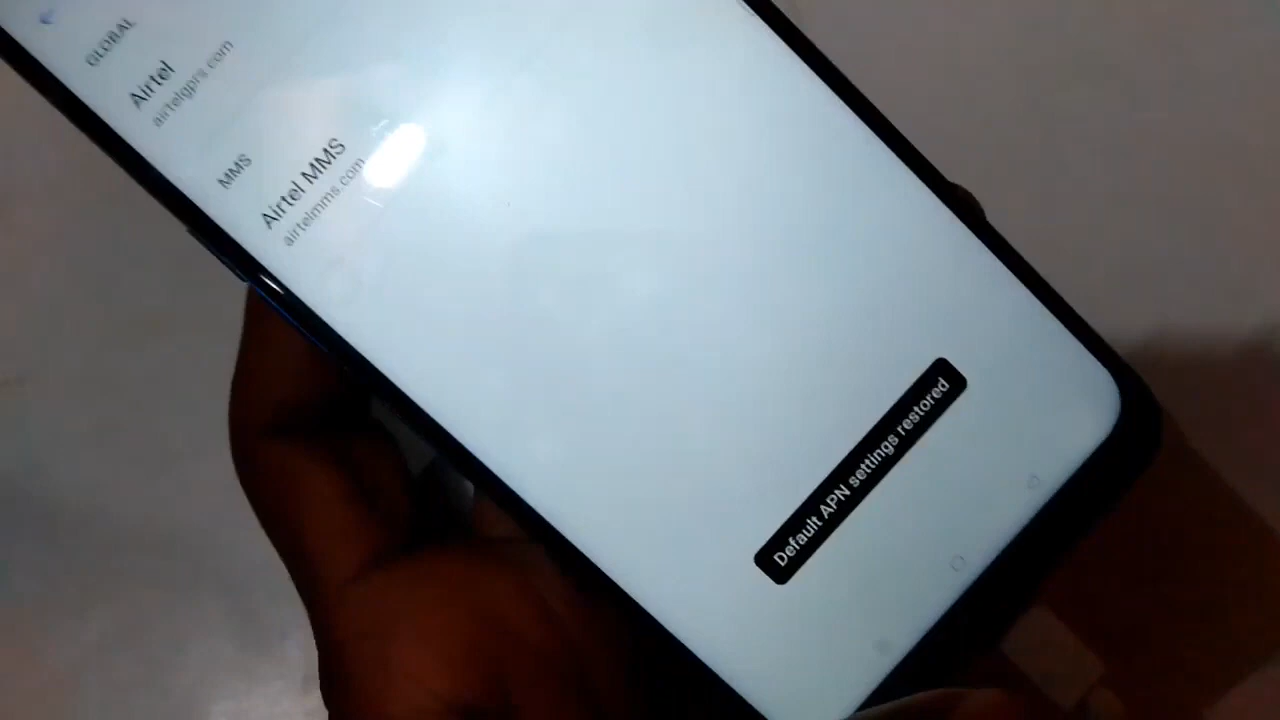 GLOBAL
Airtel
airtelgprs.com
MMS
Airtel MMS
airtelmms.com
Default APN settings restored